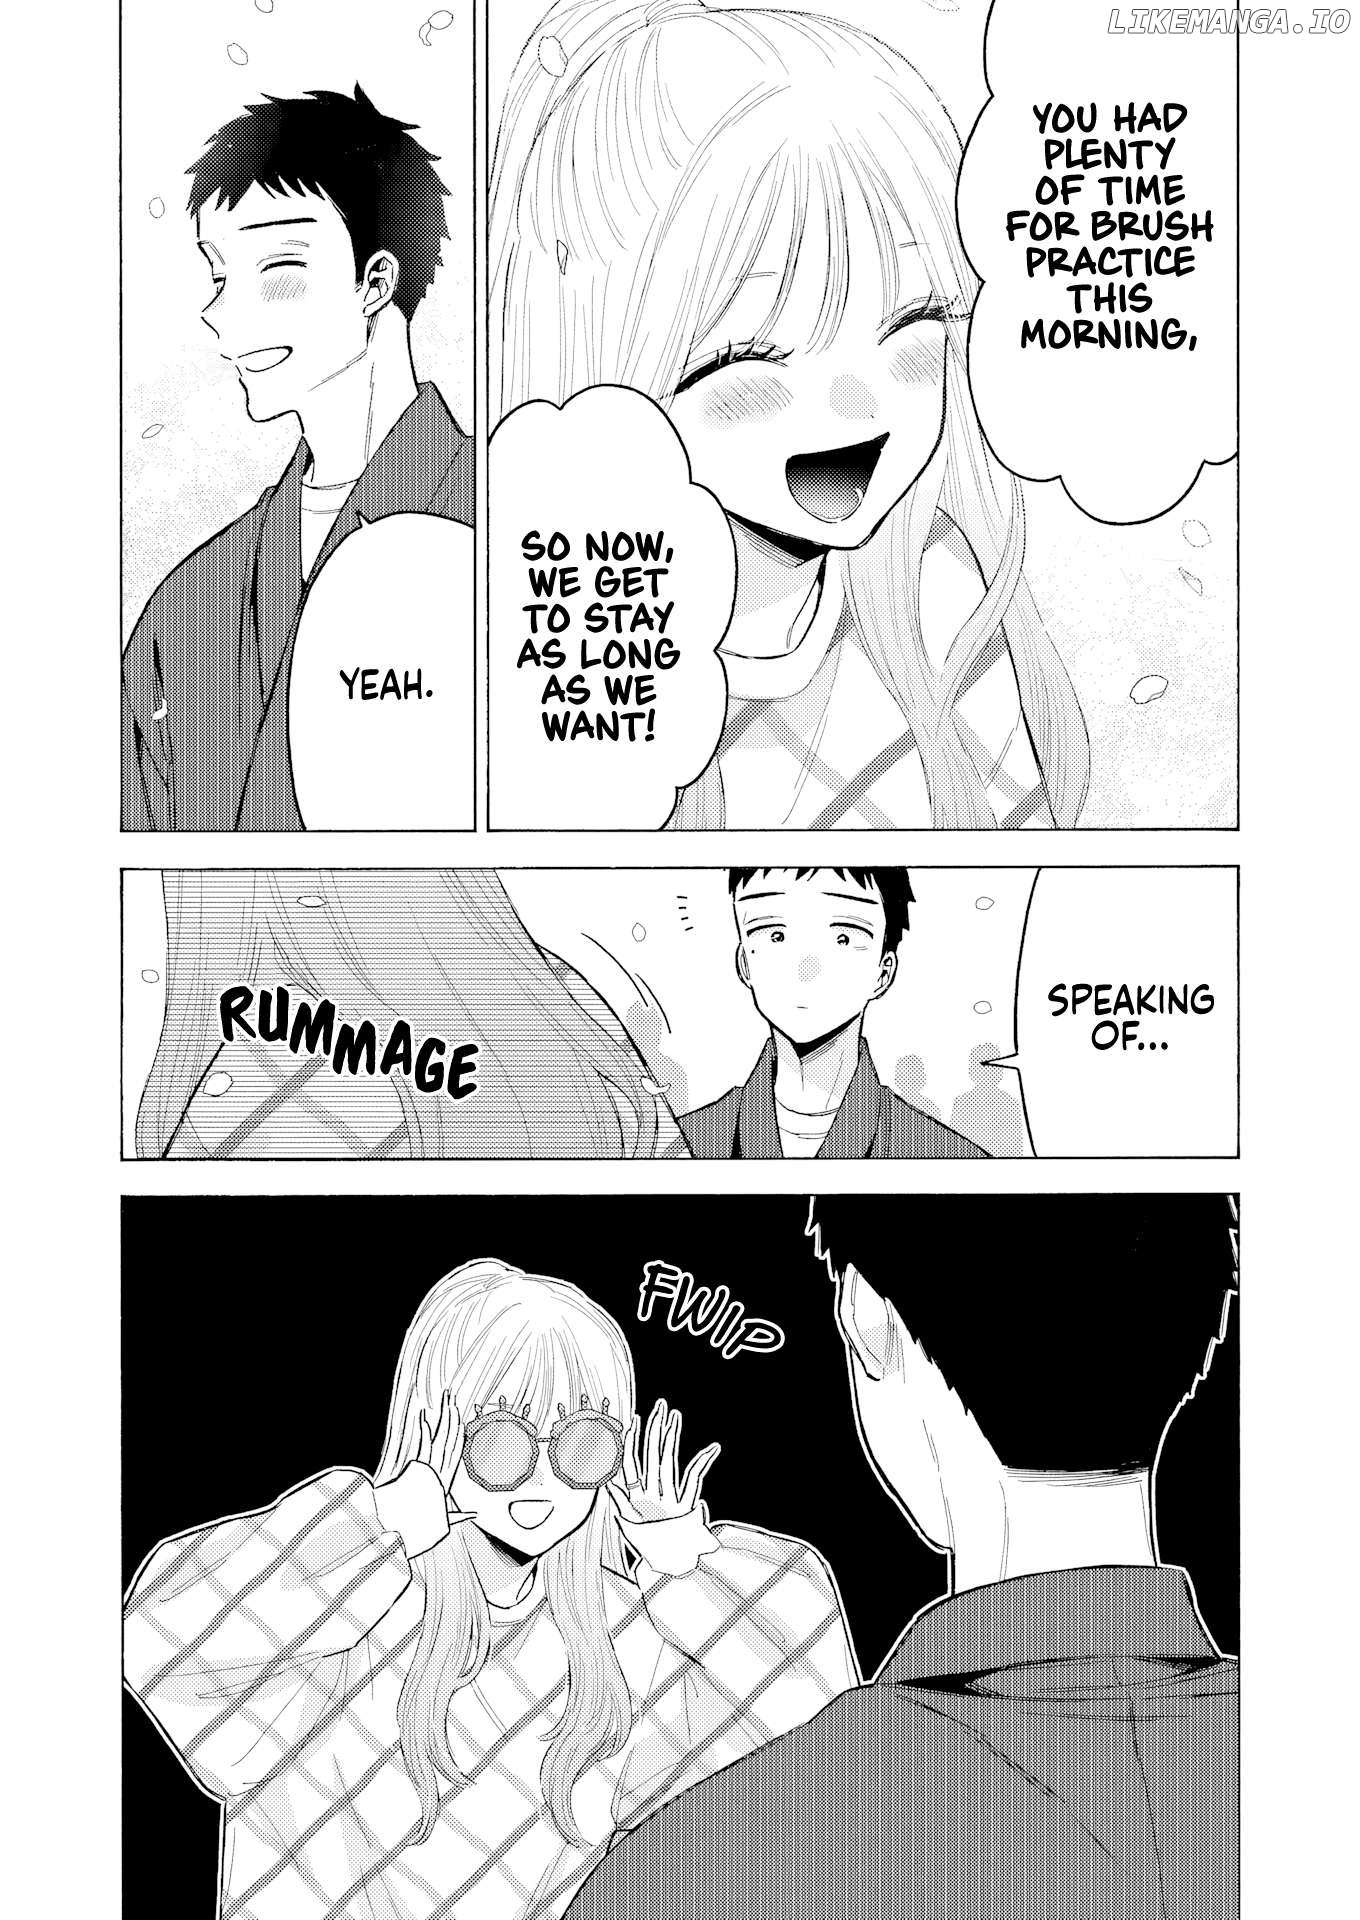 LIKEMANGA.IO
YOU HAD
PLENTY
OF TIME
FOR BRUSH
PRACTICE
THIS
MORNING,
SO NOW,
WE GET
TO STAY
AS LONG
AS WE
WANT!
YEAH.
SPEAKING
OF...
RUMMAGE
FWIP